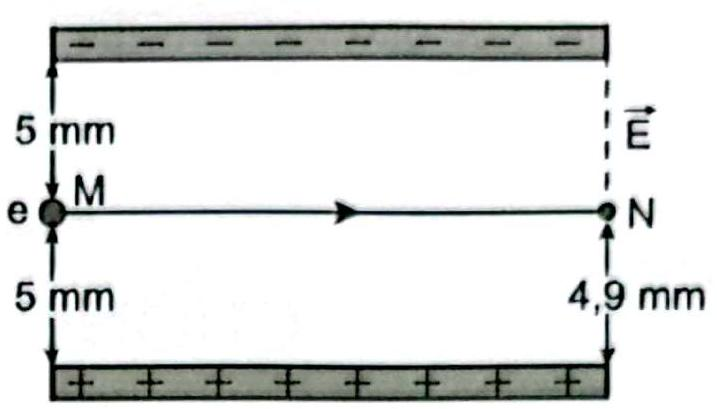 − − − − − − − −
5 mm
E
M
e
N
5 mm
4,9 mm
+ + + + + + + +